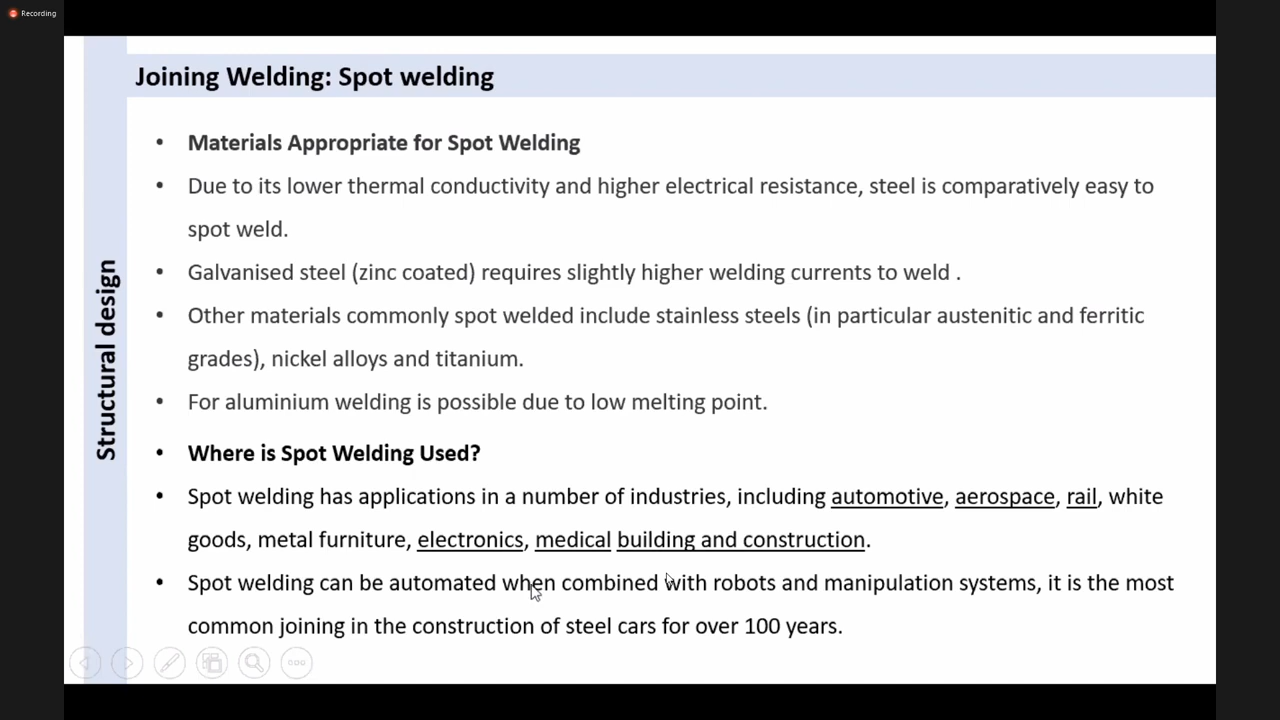 Recording
Joining Welding: Spot welding
Structural design
• Materials Appropriate for Spot Welding
• Due to its lower thermal conductivity and higher electrical resistance, steel is comparatively easy to
spot weld.
• Galvanised steel (zinc coated) requires slightly higher welding currents to weld .
• Other materials commonly spot welded include stainless steels (in particular austenitic and ferritic
grades), nickel alloys and titanium.
• For aluminium welding is possible due to low melting point.
• Where is Spot Welding Used?
• Spot welding has applications in a number of industries, including automotive, aerospace, rail, white
goods, metal furniture, electronics, medical building and construction.
• Spot welding can be automated when combined with robots and manipulation systems, it is the most
common joining in the construction of steel cars for over 100 years.